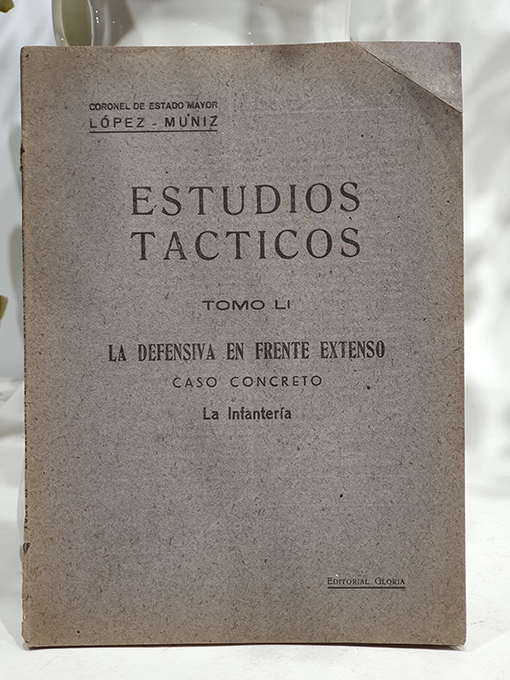 CORONEL DE ESTADO MAYOR
LÓPEZ - MUÑIZ
ESTUDIOS
TACTICOS
TOMO LI
LA DEFENSIVA EN FRENTE EXTENSO
CASO CONCRETO
La Infantería
EDITORIAL GLORIA